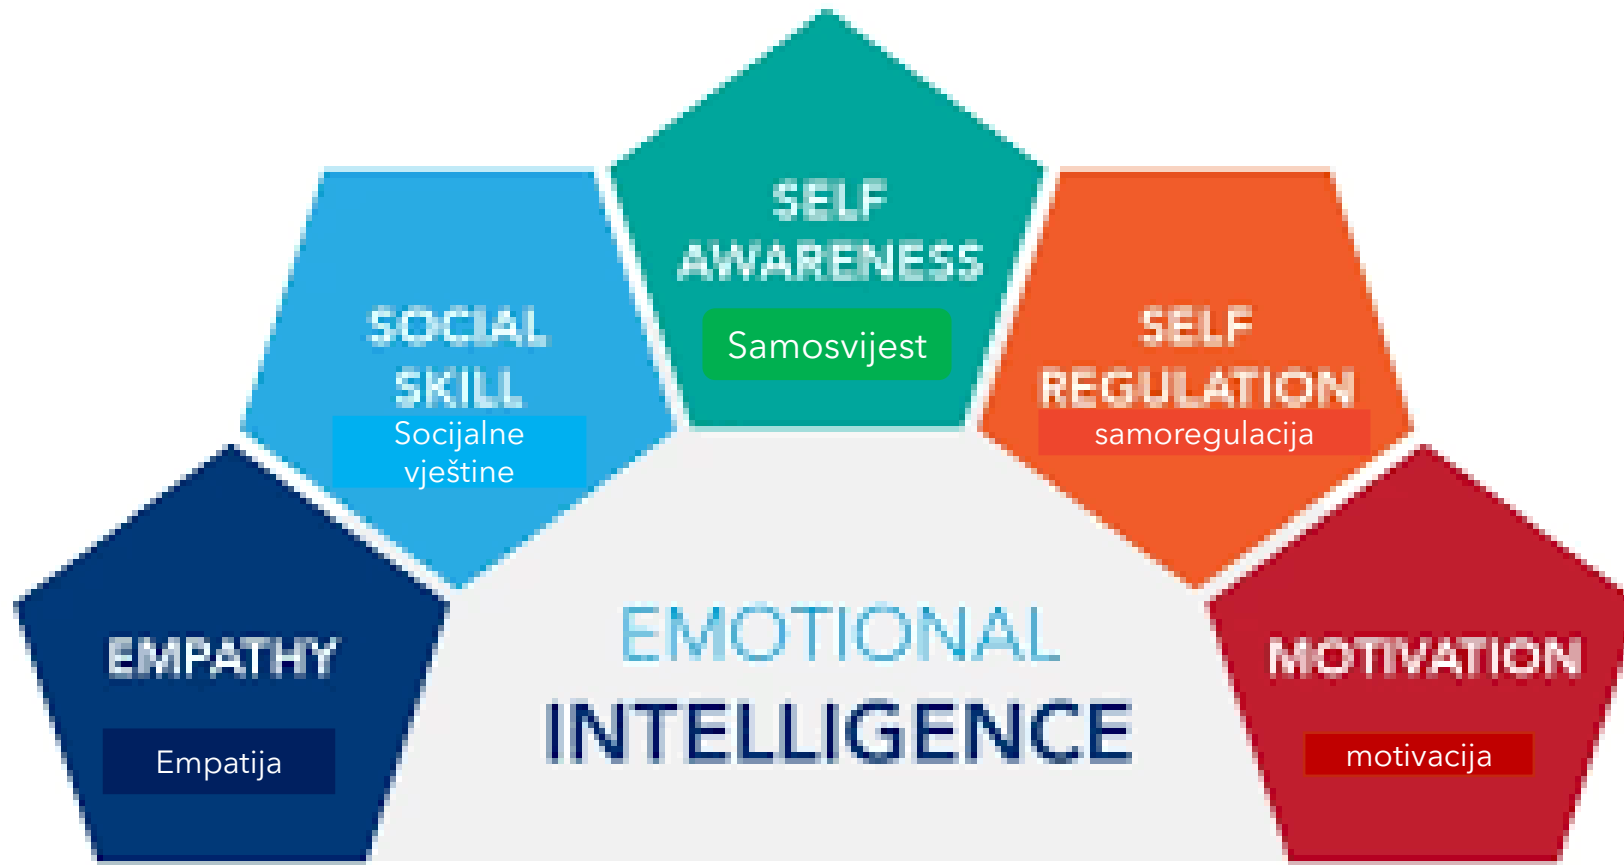 SELF
AWARENESS
Samosvijest
SOCIAL
SKILL
Socijalne
vještine
SELF
REGULATION
samoregulacija
EMPATHY
Empatija
EMOTIONAL
INTELLIGENCE
MOTIVATION
motivacija